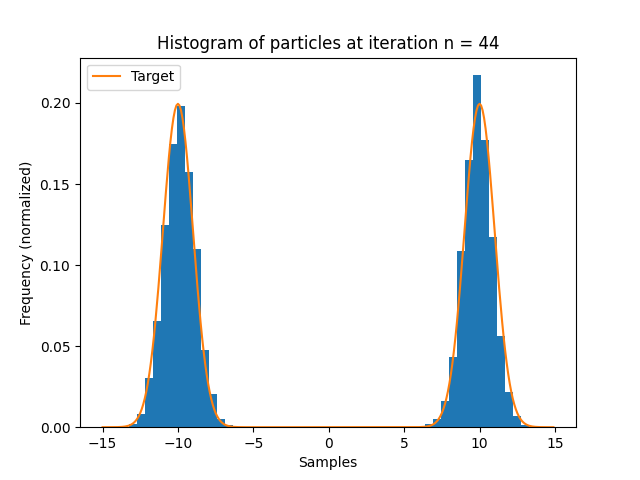 Histogram of particles at iteration n = 44
Target
Frequency (normalized)
0.20
0.15
0.10
0.05
0.00
−15 −10 −5 0 5 10 15
Samples